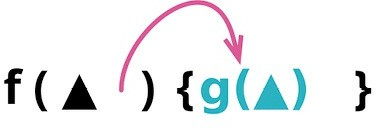 f(▲ ) {g(▲) }